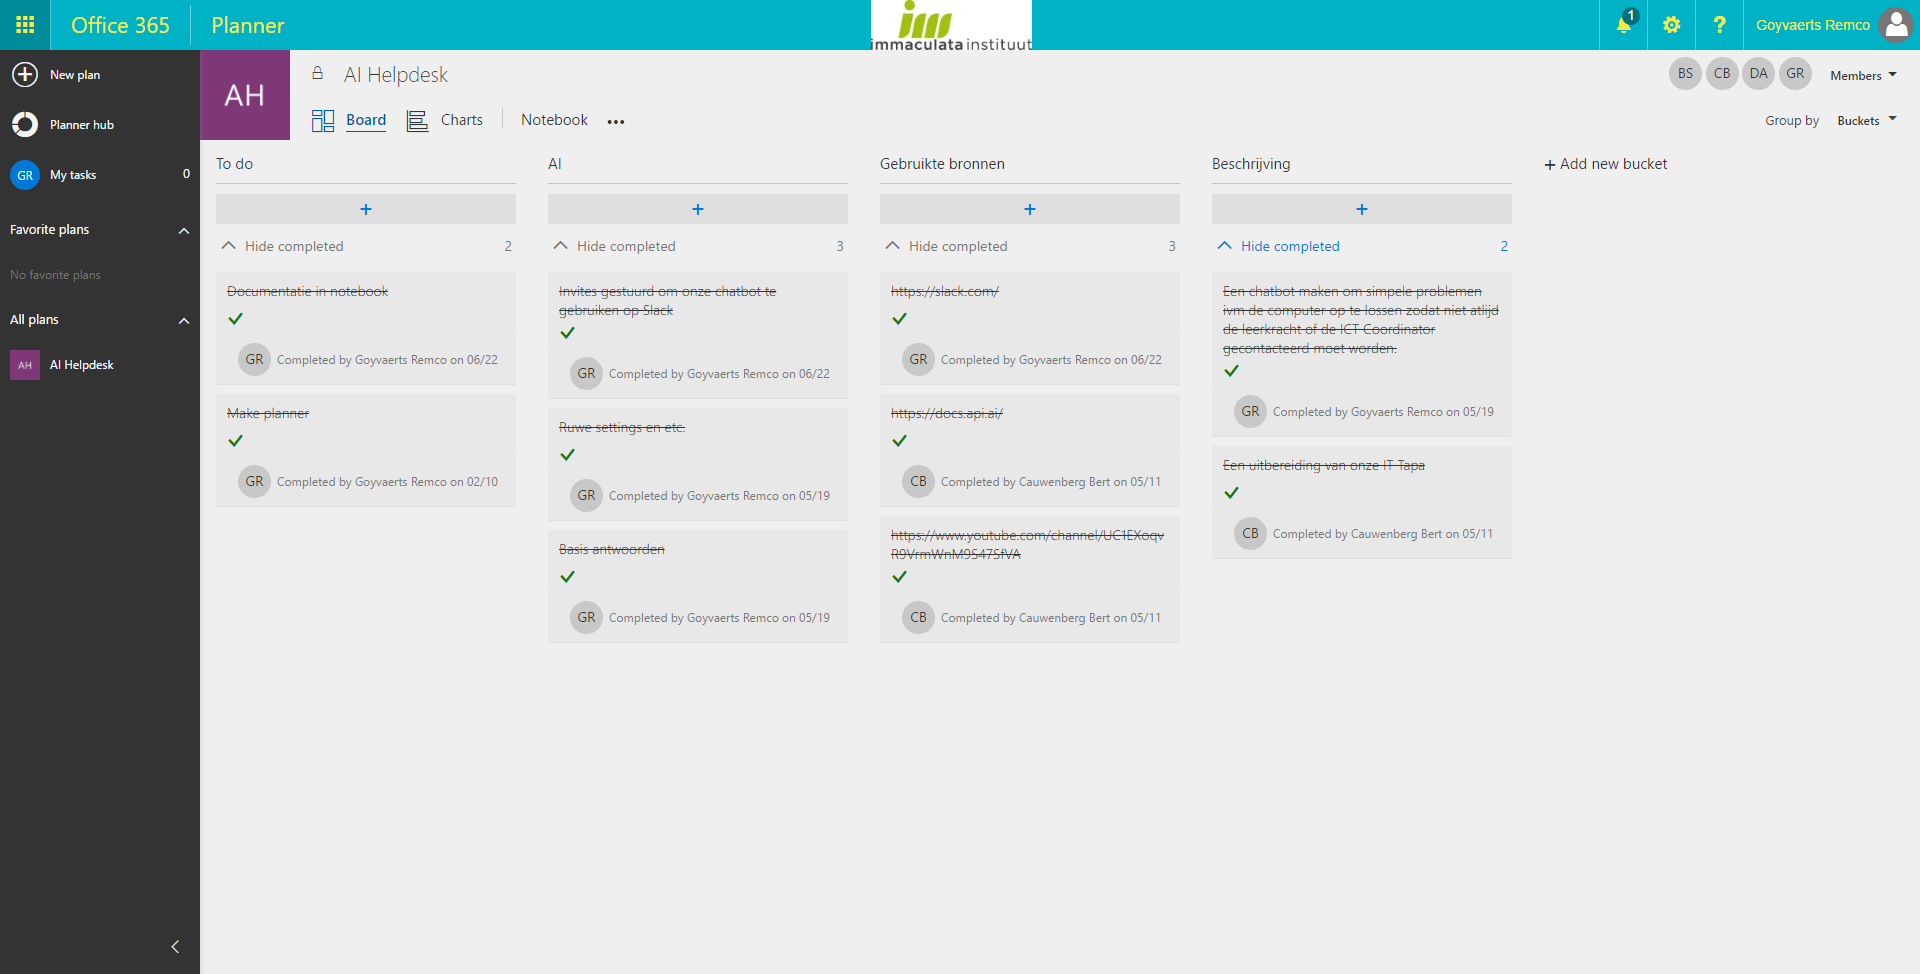 Office 365
Planner
immaculata instituut
1
?
Goyvaerts Remco
New plan
Planner hub
GR
My tasks
0
Favorite plans
No favorite plans
All plans
AH
AI Helpdesk
AH
AI Helpdesk
Board
Charts
Notebook
•••
BS
CB
DA
GR
Members
Group by
Buckets
To do
+
Hide completed
2
Documentatie in notebook
GR
Completed by Goyvaerts Remco on 06/22
Make planner
GR
Completed by Goyvaerts Remco on 02/10
AI
+
Hide completed
3
Invites gestuurd om onze chatbot te
gebruiken op Slack
GR
Completed by Goyvaerts Remco on 06/22
Ruwe settings en etc.
GR
Completed by Goyvaerts Remco on 05/19
Basis antwoorden
GR
Completed by Goyvaerts Remco on 05/19
Gebruikte bronnen
+
Hide completed
3
https://slack.com/
GR
Completed by Goyvaerts Remco on 06/22
https://docs.api.ai/
CB
Completed by Cauwenberg Bert on 05/11
https://www.youtube.com/channel/UC1EXoqv
R9VrmWnM9S47SfVA
CB
Completed by Cauwenberg Bert on 05/11
Beschrijving
+
Hide completed
2
Een chatbot maken om simpele problemen
ivm de computer op te lossen zodat niet atlijd
de leerkracht of de ICT Coordinator
gecontacteerd moet worden.
GR
Completed by Goyvaerts Remco on 05/19
Een uitbereiding van onze IT Tapa
CB
Completed by Cauwenberg Bert on 05/11
+ Add new bucket